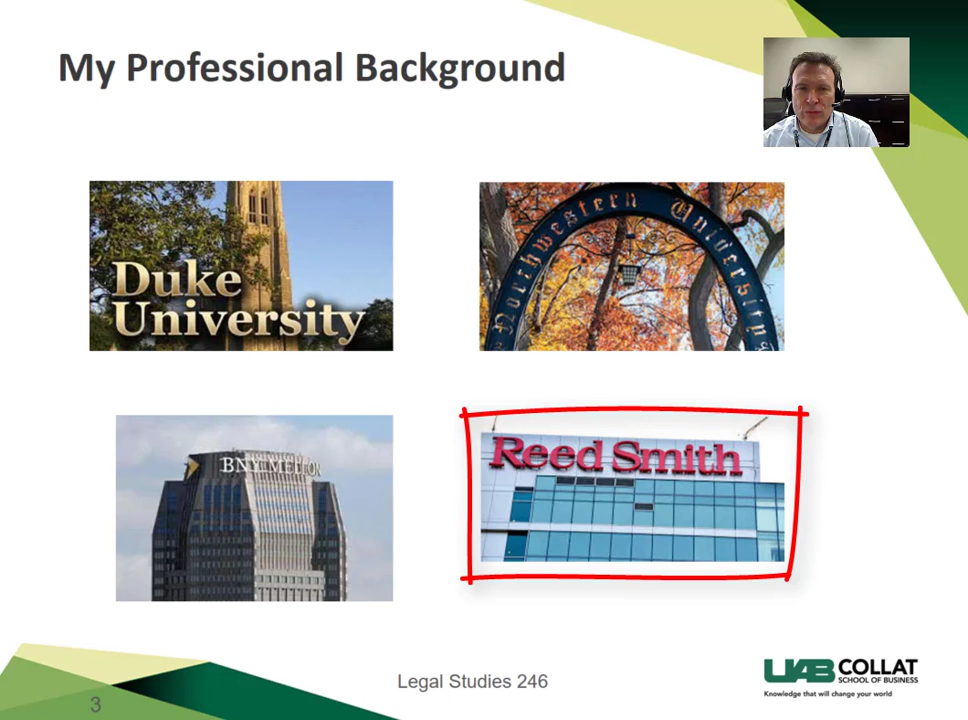 My Professional Background
Duke
University
Northwestern University
BNY MELLON
Reed Smith
3
Legal Studies 246
UAB COLLAT
SCHOOL OF BUSINESS
Knowledge that will change your world